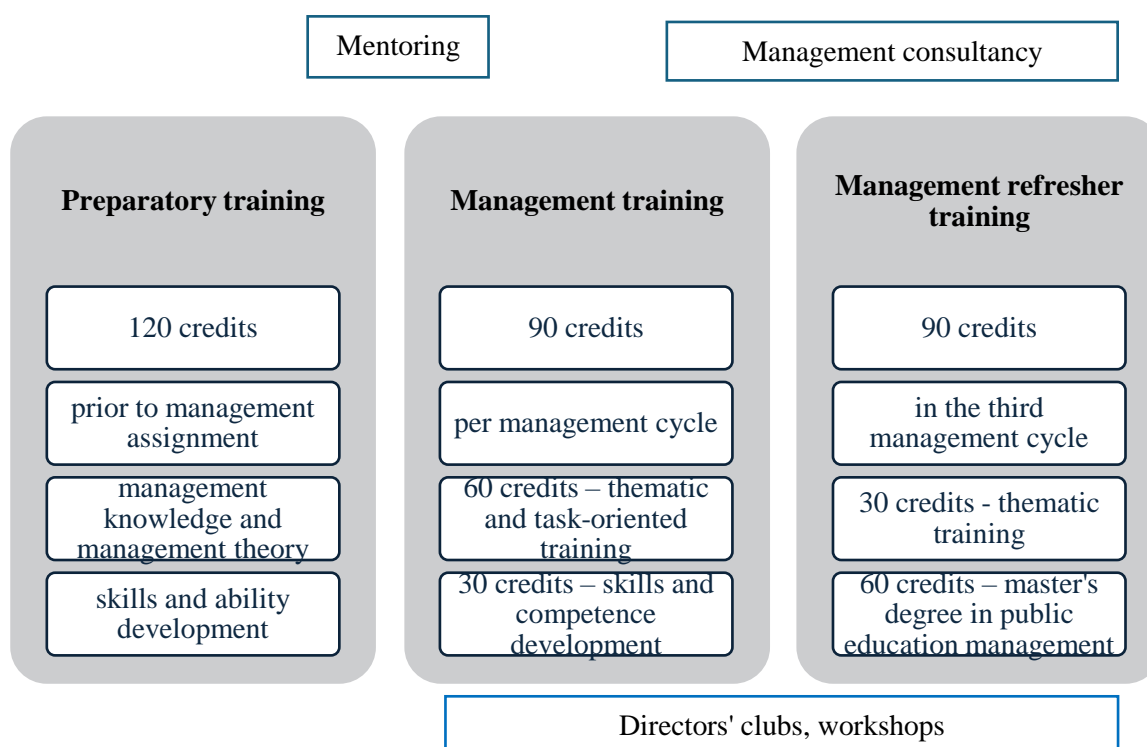 Mentoring
Management consultancy
Preparatory training
120 credits
prior to management
assignment
management
knowledge and
management theory
skills and ability
development
Management training
90 credits
per management cycle
60 credits – thematic
and task-oriented
training
30 credits – skills and
competence
development
Management refresher
training
90 credits
in the third
management cycle
30 credits - thematic
training
60 credits – master's
degree in public
education management
Directors' clubs, workshops